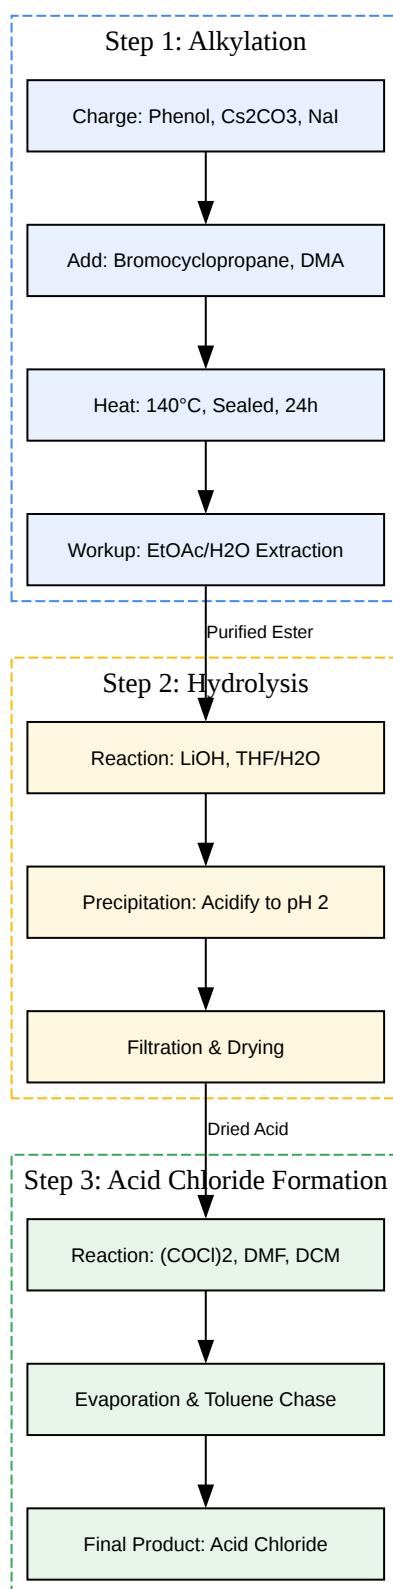 Step 1: Alkylation
Charge: Phenol, Cs2CO3, NaI
Add: Bromocyclopropane, DMA
Heat: 140°C, Sealed, 24h
Workup: EtOAc/H2O Extraction
Purified Ester
Step 2: Hydrolysis
Reaction: LiOH, THF/H2O
Precipitation: Acidify to pH 2
Filtration & Drying
Dried Acid
Step 3: Acid Chloride Formation
Reaction: (COCl)2, DMF, DCM
Evaporation & Toluene Chase
Final Product: Acid Chloride